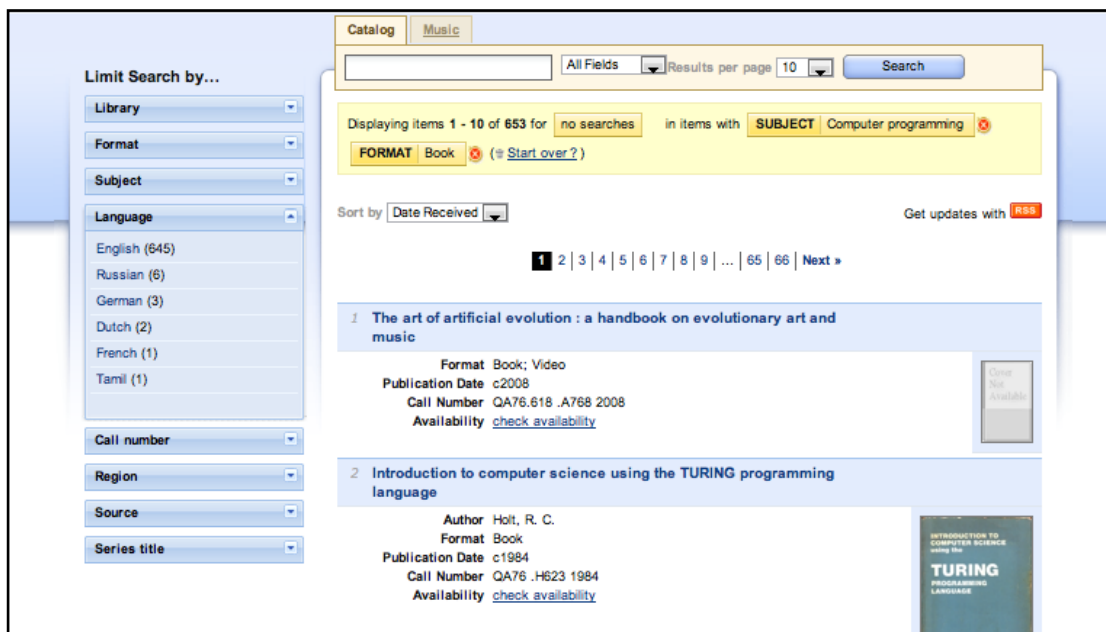 Catalog Music
All Fields Results per page 10 Search
Limit Search by...
Library
Format
Subject
Language
English (645)
Russian (6)
German (3)
Dutch (2)
French (1)
Tamil (1)
Call number
Region
Source
Series title
Displaying items 1 - 10 of 653 for no searches in items with SUBJECT Computer programming
FORMAT Book ( Start over ? )
Sort by Date Received Get updates with RSS
1 2 3 4 5 6 7 8 9 ... 65 66 Next »
1 The art of artificial evolution : a handbook on evolutionary art and
music
Format Book; Video
Publication Date c2008
Call Number QA76.618 .A768 2008
Availability check availability
Cover
Not
Available
2 Introduction to computer science using the TURING programming
language
Author Holt, R. C.
Format Book
Publication Date c1984
Call Number QA76 .H623 1984
Availability check availability
INTRODUCTION TO
COMPUTER SCIENCE
using the
TURING
PROGRAMMING
LANGUAGE